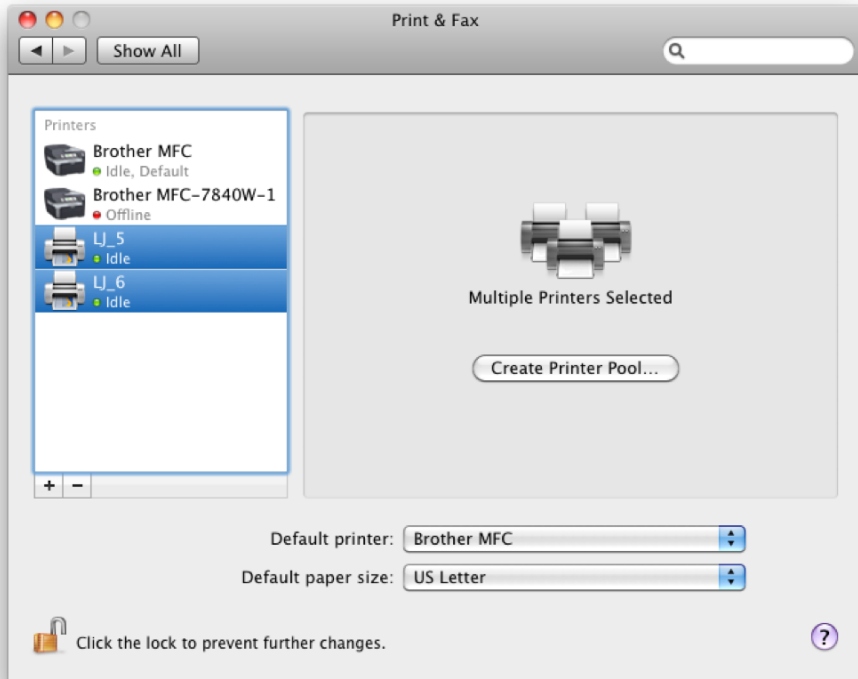 Print & Fax
Show All
Printers
Brother MFC
Idle, Default
Brother MFC-7840W-1
Offline
LJ_5
Idle
LJ_6
Idle
Multiple Printers Selected
Create Printer Pool...
+ −
Default printer: Brother MFC
Default paper size: US Letter
Click the lock to prevent further changes.
?